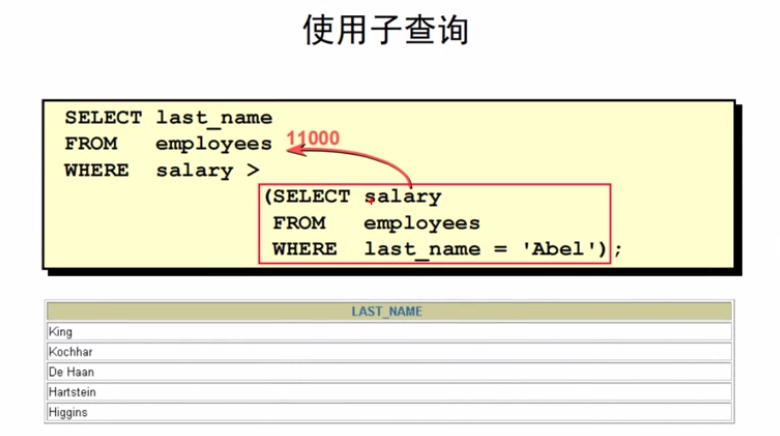 使用子查询
SELECT last_name
FROM employees 11000
WHERE salary >
(SELECT salary
FROM employees
WHERE last_name = 'Abel');
LAST_NAME
King
Kochhar
De Haan
Hartstein
Higgins